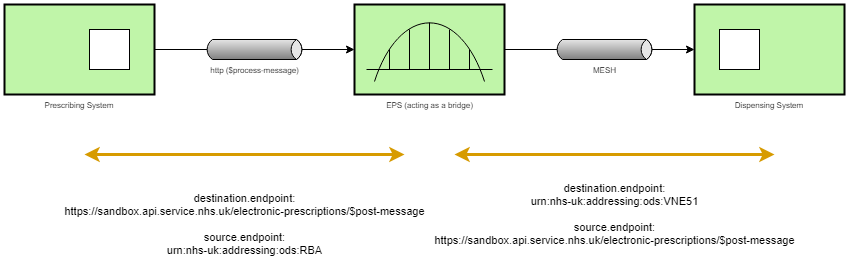 http ($process-message)
MESH
Prescribing System
EPS (acting as a bridge)
Dispensing System
destination.endpoint:
https://sandbox.api.service.nhs.uk/electronic-prescriptions/$post-message
source.endpoint:
urn:nhs-uk:addressing:ods:RBA
destination.endpoint:
urn:nhs-uk:addressing:ods:VNE51
source.endpoint:
https://sandbox.api.service.nhs.uk/electronic-prescriptions/$post-message